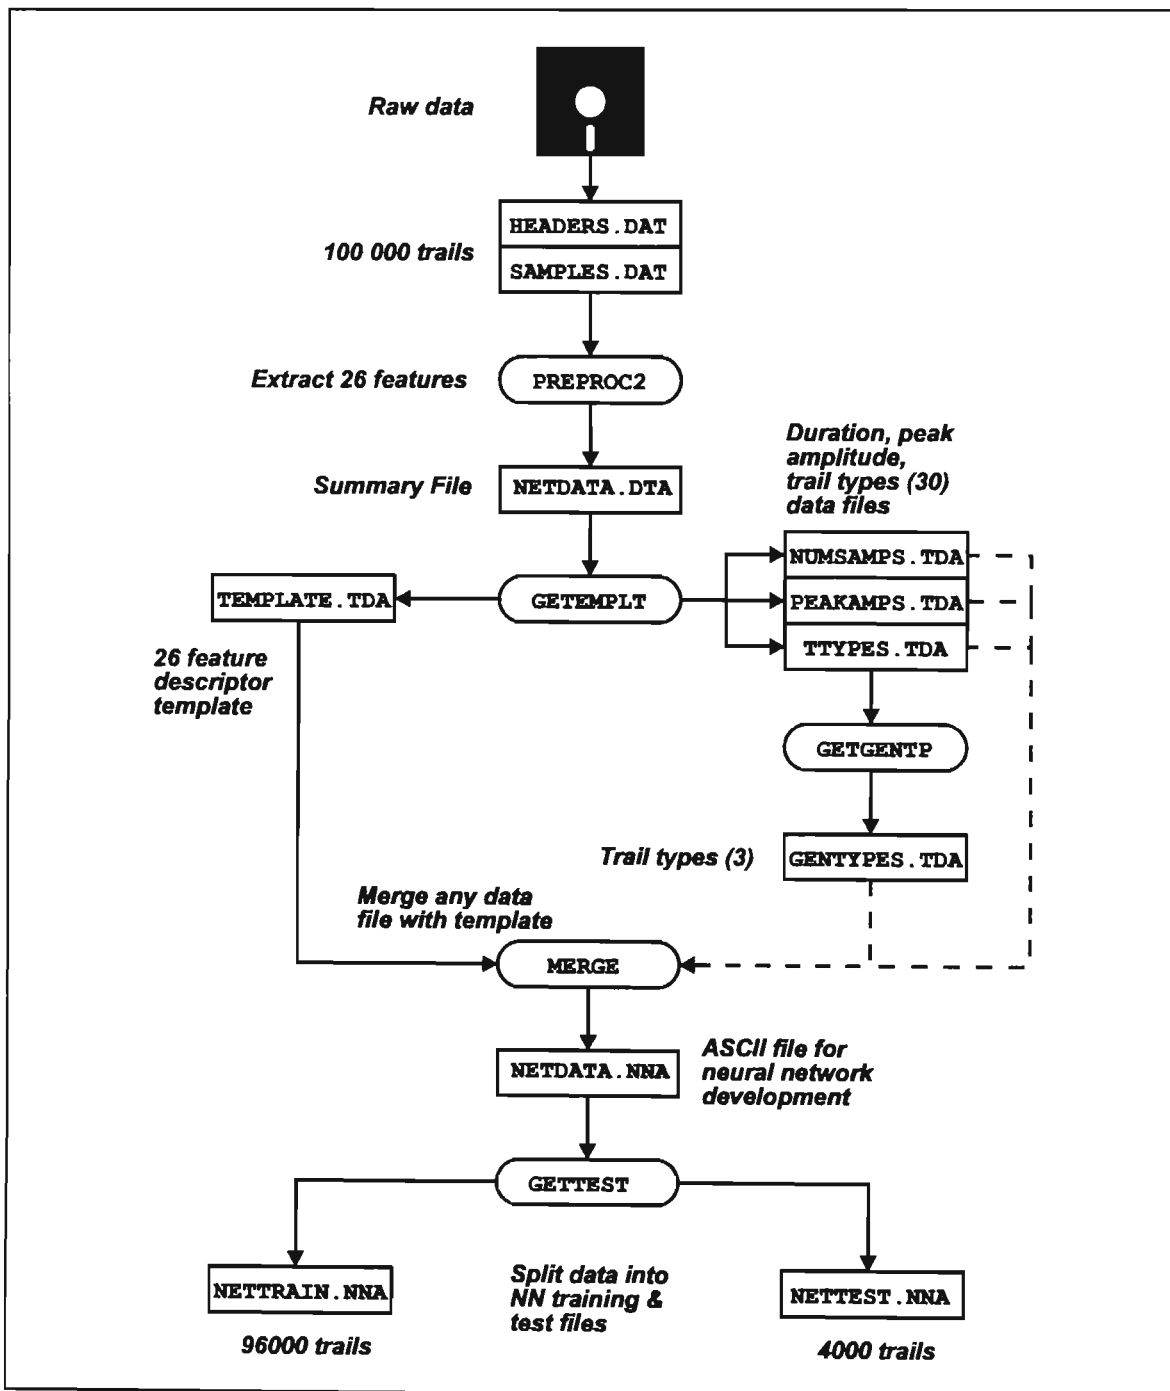 Raw data
HEADERS.DAT
100 000 trails
SAMPLES.DAT
Extract 26 features
PREPROC2
Duration, peak
amplitude,
trail types (30)
data files
Summary File
NETDATA.DTA
NUMSAMPS.TDA
TEMPLATE.TDA
GETEMPLT
PEAKAMPS.TDA
TTYPES.TDA
26 feature
descriptor
template
GETGENTP
Trail types (3)
GENTYPES.TDA
Merge any data
file with template
MERGE
NETDATA.NNA
ASCII file for
neural network
development
GETTEST
NETTRAIN.NNA
Split data into
NN training &
test files
NETTEST.NNA
96000 trails
4000 trails